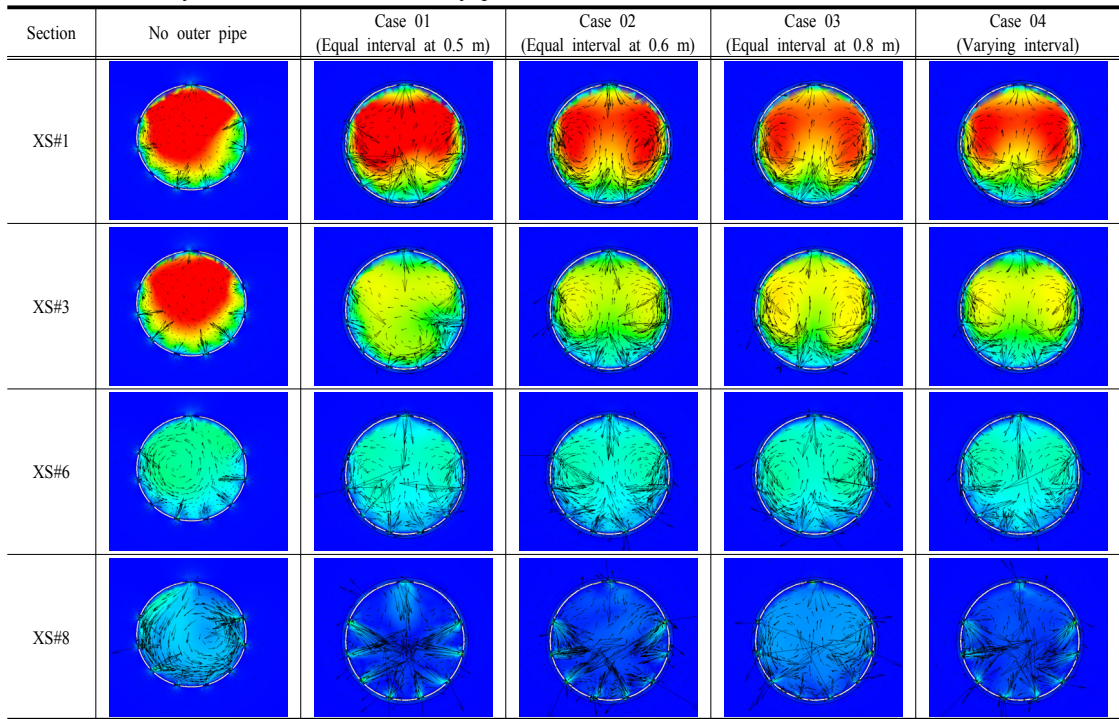 Section No outer pipe Case 01 Case 02 Case 03 Case 04
(Equal interval at 0.5 m) (Equal interval at 0.6 m) (Equal interval at 0.8 m) (Varying interval)
XS#1
XS#3
XS#6
XS#8